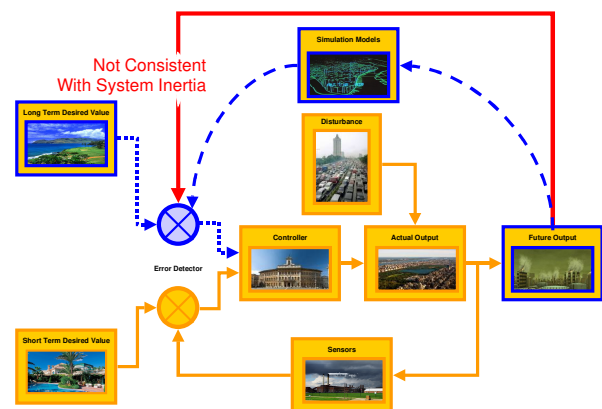 Simulation Models
Not Consistent
With System Inertia
Long Term Desired Value
Disturbance
Controller
Actual Output
Future Output
Error Detector
Short Term Desired Value
Sensors